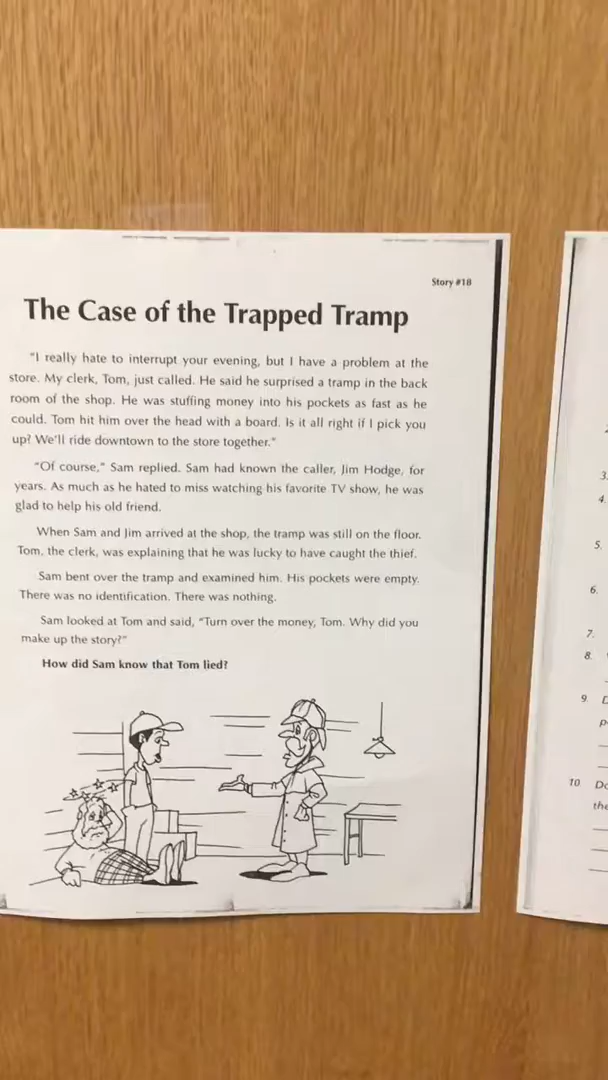 Story #18
The Case of the Trapped Tramp
"I really hate to interrupt your evening, but I have a problem at the
store. My clerk, Tom, just called. He said he surprised a tramp in the back
room of the shop. He was stuffing money into his pockets as fast as he
could. Tom hit him over the head with a board. Is it all right if I pick you
up? We'll ride downtown to the store together."
"Of course," Sam replied. Sam had known the caller, Jim Hodge, for
years. As much as he hated to miss watching his favorite TV show, he was
glad to help his old friend.
When Sam and Jim arrived at the shop, the tramp was still on the floor.
Tom, the clerk, was explaining that he was lucky to have caught the thief.
Sam bent over the tramp and examined him. His pockets were empty.
There was no identification. There was nothing.
Sam looked at Tom and said, "Turn over the money, Tom. Why did you
make up the story?"
How did Sam know that Tom lied?
3.
4.
5.
6.
7.
8.
9.
10 Do
the